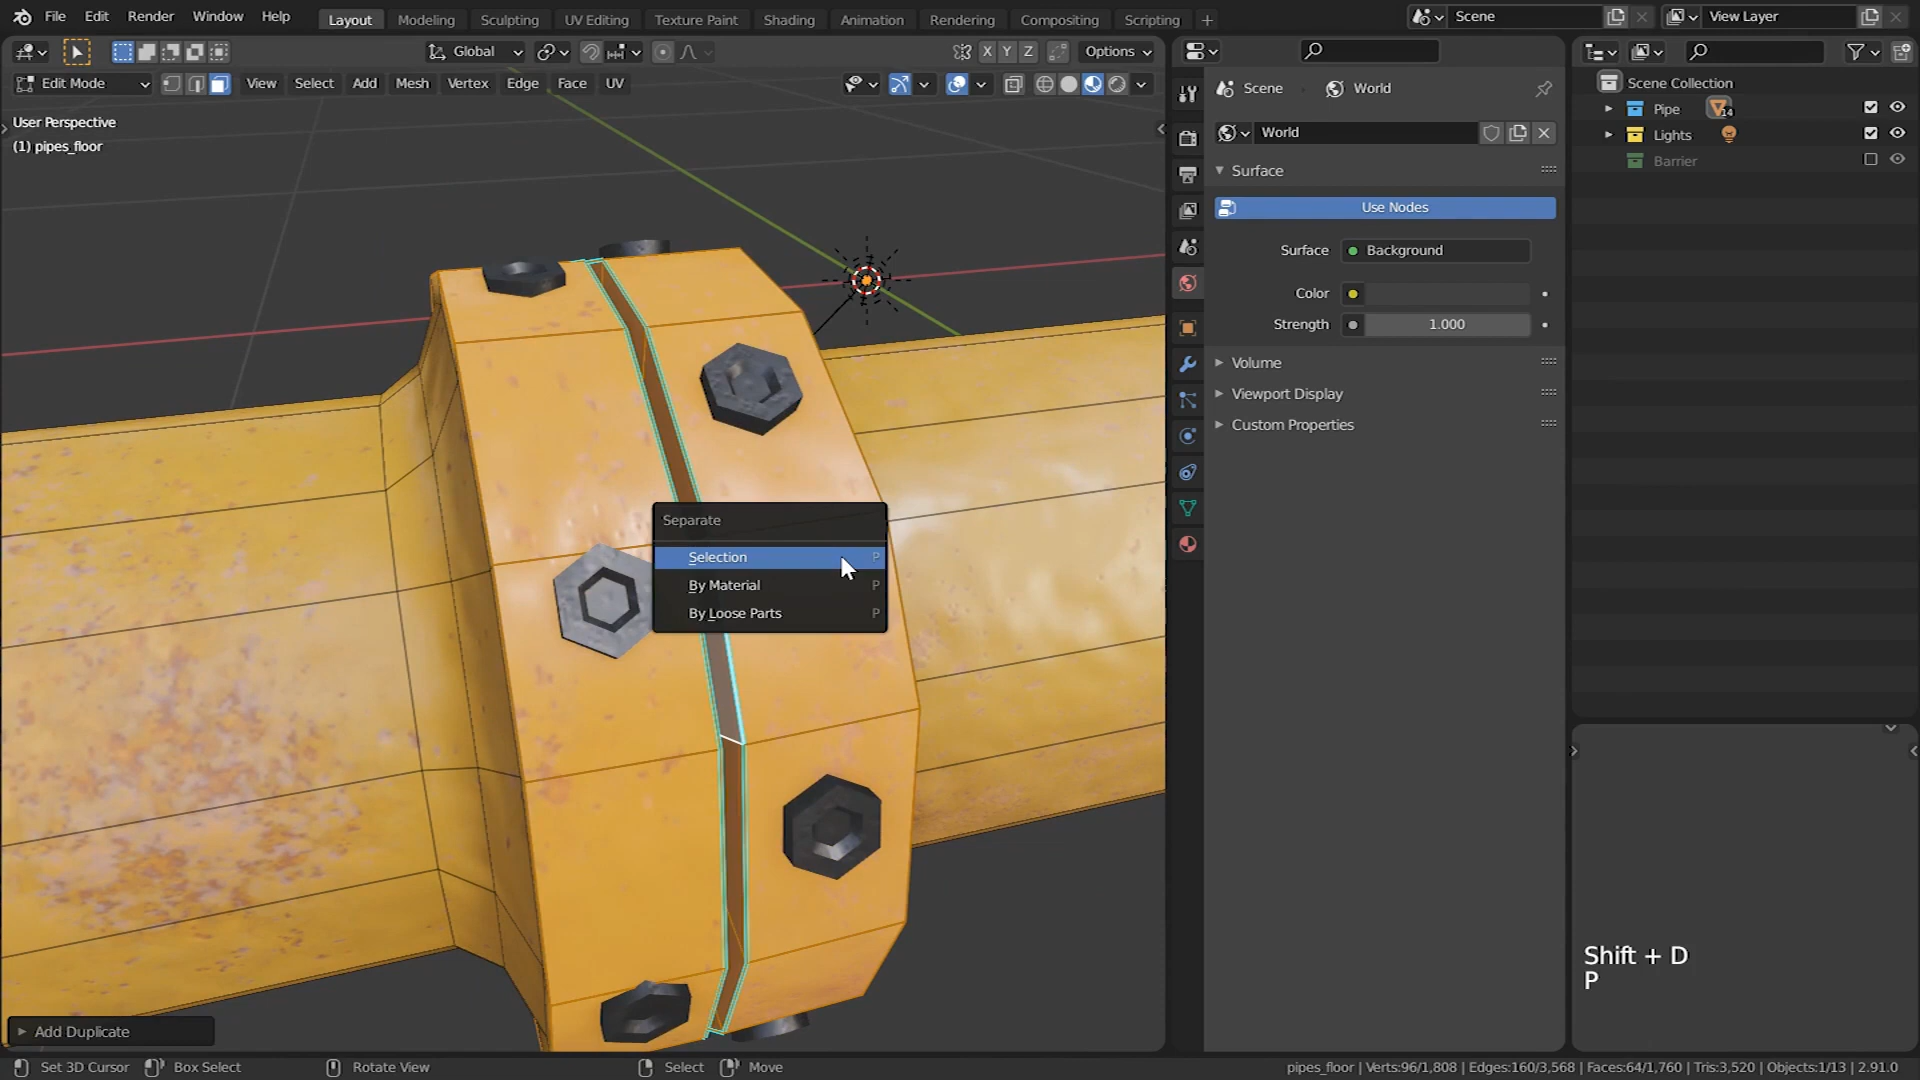 File Edit Render Window Help
Layout Modeling Sculpting UV Editing Texture Paint Shading Animation Rendering Compositing Scripting +
Scene
View Layer
Global
X Y Z Options
Edit Mode View Select Add Mesh Vertex Edge Face UV
User Perspective
(1) pipes_floor
Scene World
World
Surface
Use Nodes
Surface Background
Color
Strength 1.000
Volume
Viewport Display
Custom Properties
Scene Collection
Pipe 14
Lights
Barrier
Separate
Selection P
By Material P
By Loose Parts P
Shift + D
P
Add Duplicate
Set 3D Cursor Box Select Rotate View Select Move
pipes_floor | Verts:96/1,808 | Edges:160/3,568 | Faces:64/1,760 | Tris:3,520 | Objects:1/13 | 2.91.0